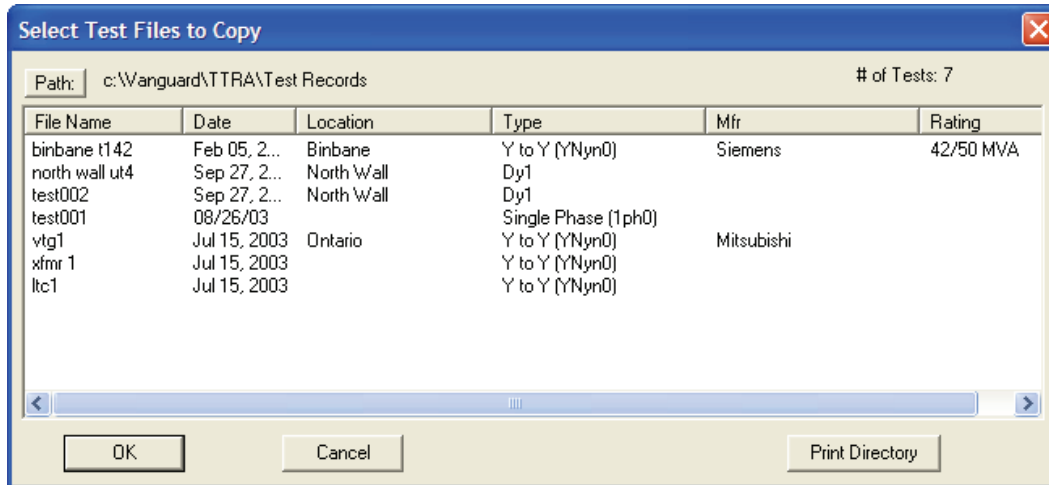 Select Test Files to Copy
Path: c:\Vanguard\TTRA\Test Records # of Tests: 7
File Name Date Location Type Mfr Rating
binbane t142 Feb 05, 2... Binbane Y to Y (YNyn0) Siemens 42/50 MVA
north wall ut4 Sep 27, 2... North Wall Dy1
test002 Sep 27, 2... North Wall Dy1
test001 08/26/03 Single Phase (1ph0)
vtg1 Jul 15, 2003 Ontario Y to Y (YNyn0) Mitsubishi
xfmr 1 Jul 15, 2003 Y to Y (YNyn0)
ltc1 Jul 15, 2003 Y to Y (YNyn0)
OK Cancel Print Directory